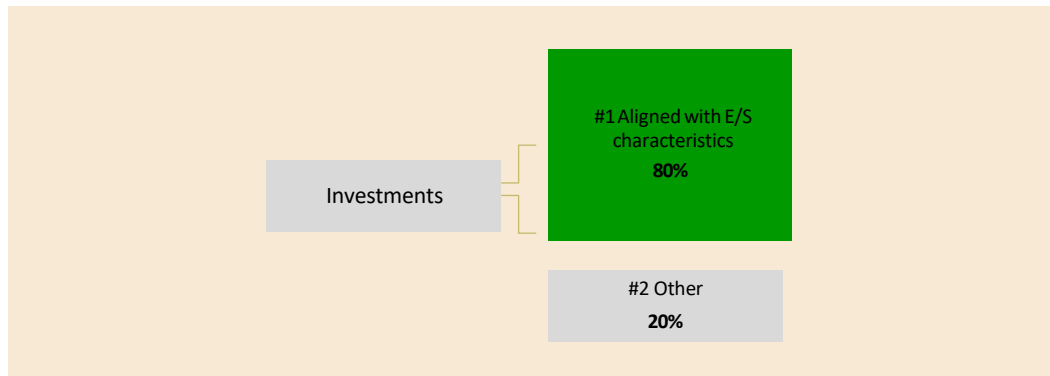 #1 Aligned with E/S
characteristics
80%
Investments
#2 Other
20%